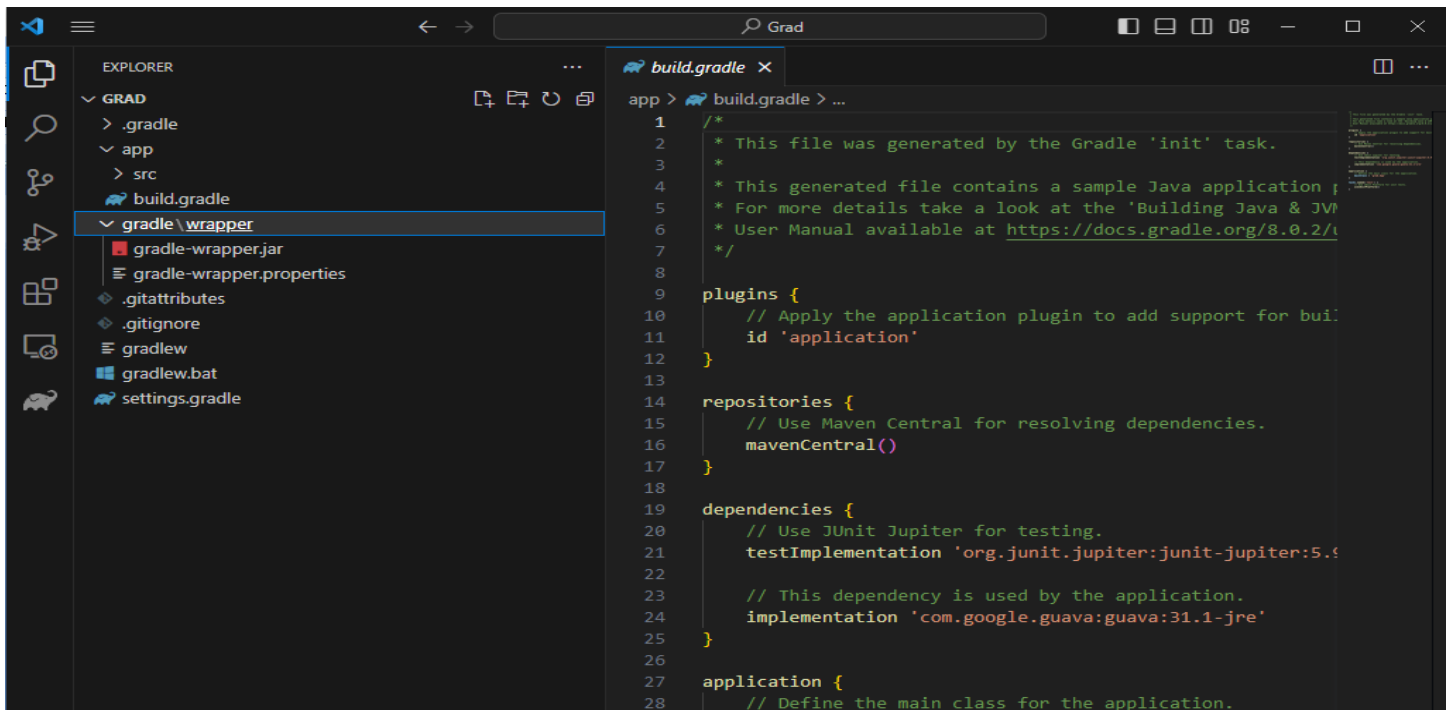 Grad
EXPLORER
GRAD
.gradle
app
src
build.gradle
gradle\wrapper
gradle-wrapper.jar
gradle-wrapper.properties
.gitattributes
.gitignore
gradlew
gradlew.bat
settings.gradle
build.gradle
app > build.gradle > ...
1 /*
2 * This file was generated by the Gradle 'init' task.
3 *
4 * This generated file contains a sample Java application
5 * For more details take a look at the 'Building Java & JVM
6 * User Manual available at https://docs.gradle.org/8.0.2/
7 */
8
9 plugins {
10 // Apply the application plugin to add support for
11 id 'application'
12 }
13
14 repositories {
15 // Use Maven Central for resolving dependencies.
16 mavenCentral()
17 }
18
19 dependencies {
20 // Use JUnit Jupiter for testing.
21 testImplementation 'org.junit.jupiter:junit-jupiter:5.9
22
23 // This dependency is used by the application.
24 implementation 'com.google.guava:guava:31.1-jre'
25 }
26
27 application {
28 // Define the main class for the application.